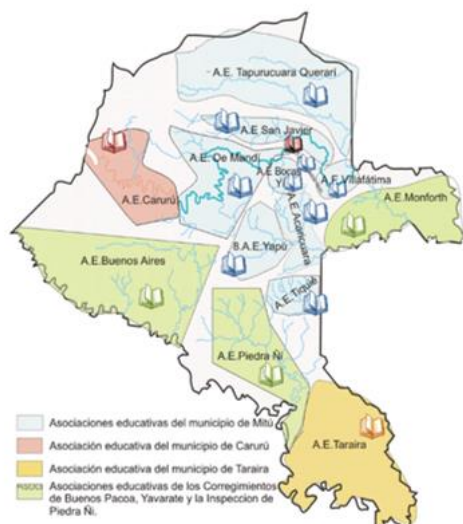 A.E. Tapurucuara Querarí
A.E San Javier
A.E. De Mandí
A.E Bocas
Yi
A.E. Villafátima
A.E.Carurú
A.E.Monforth
A.E.Acaricuara
8.A.E.Yapú
A.E.Buenos Aires
A.E.Tiquié
A.E.Piedra Ñi
A.E.Taraira
Asociaciones educativas del municipio de Mitú
Asociación educativa del municipio de Carurú
Asociación educativa del municipio de Taraira
Asociaciones educativas de los Corregimientos
de Buenos Pacoa, Yavarate y la Inspeccion de
Piedra Ñi.